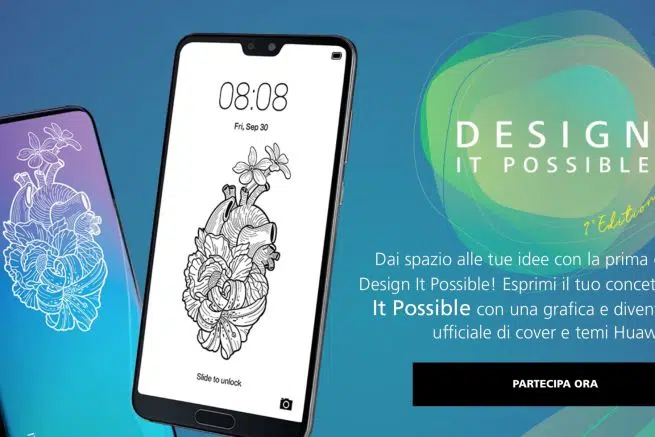 08:08
Fri, Sep 30
Slide to unlock
DESIGN
IT POSSIBLE
1ª Edition
Dai spazio alle tue idee con la prima
Design It Possible! Esprimi il tuo
It Possible con una grafica e
ufficiale di cover e temi
PARTECIPA ORA